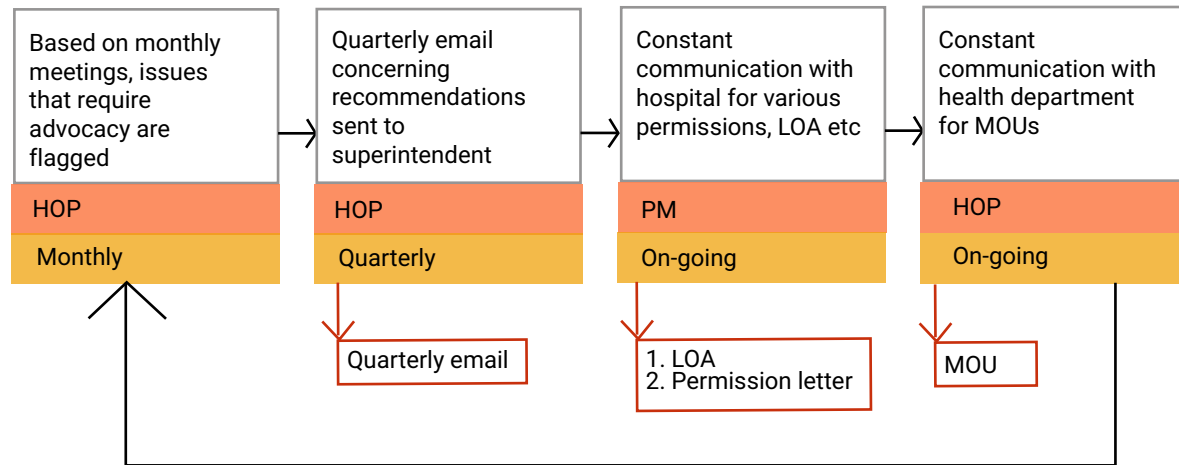 Based on monthly
meetings, issues
that require
advocacy are
flagged
HOP
Monthly
Quarterly email
concerning
recommendations
sent to
superintendent
HOP
Quarterly
Quarterly email
Constant
communication with
hospital for various
permissions, LOA etc
PM
On-going
1. LOA
2. Permission letter
Constant
communication with
health department
for MOUs
HOP
On-going
MOU